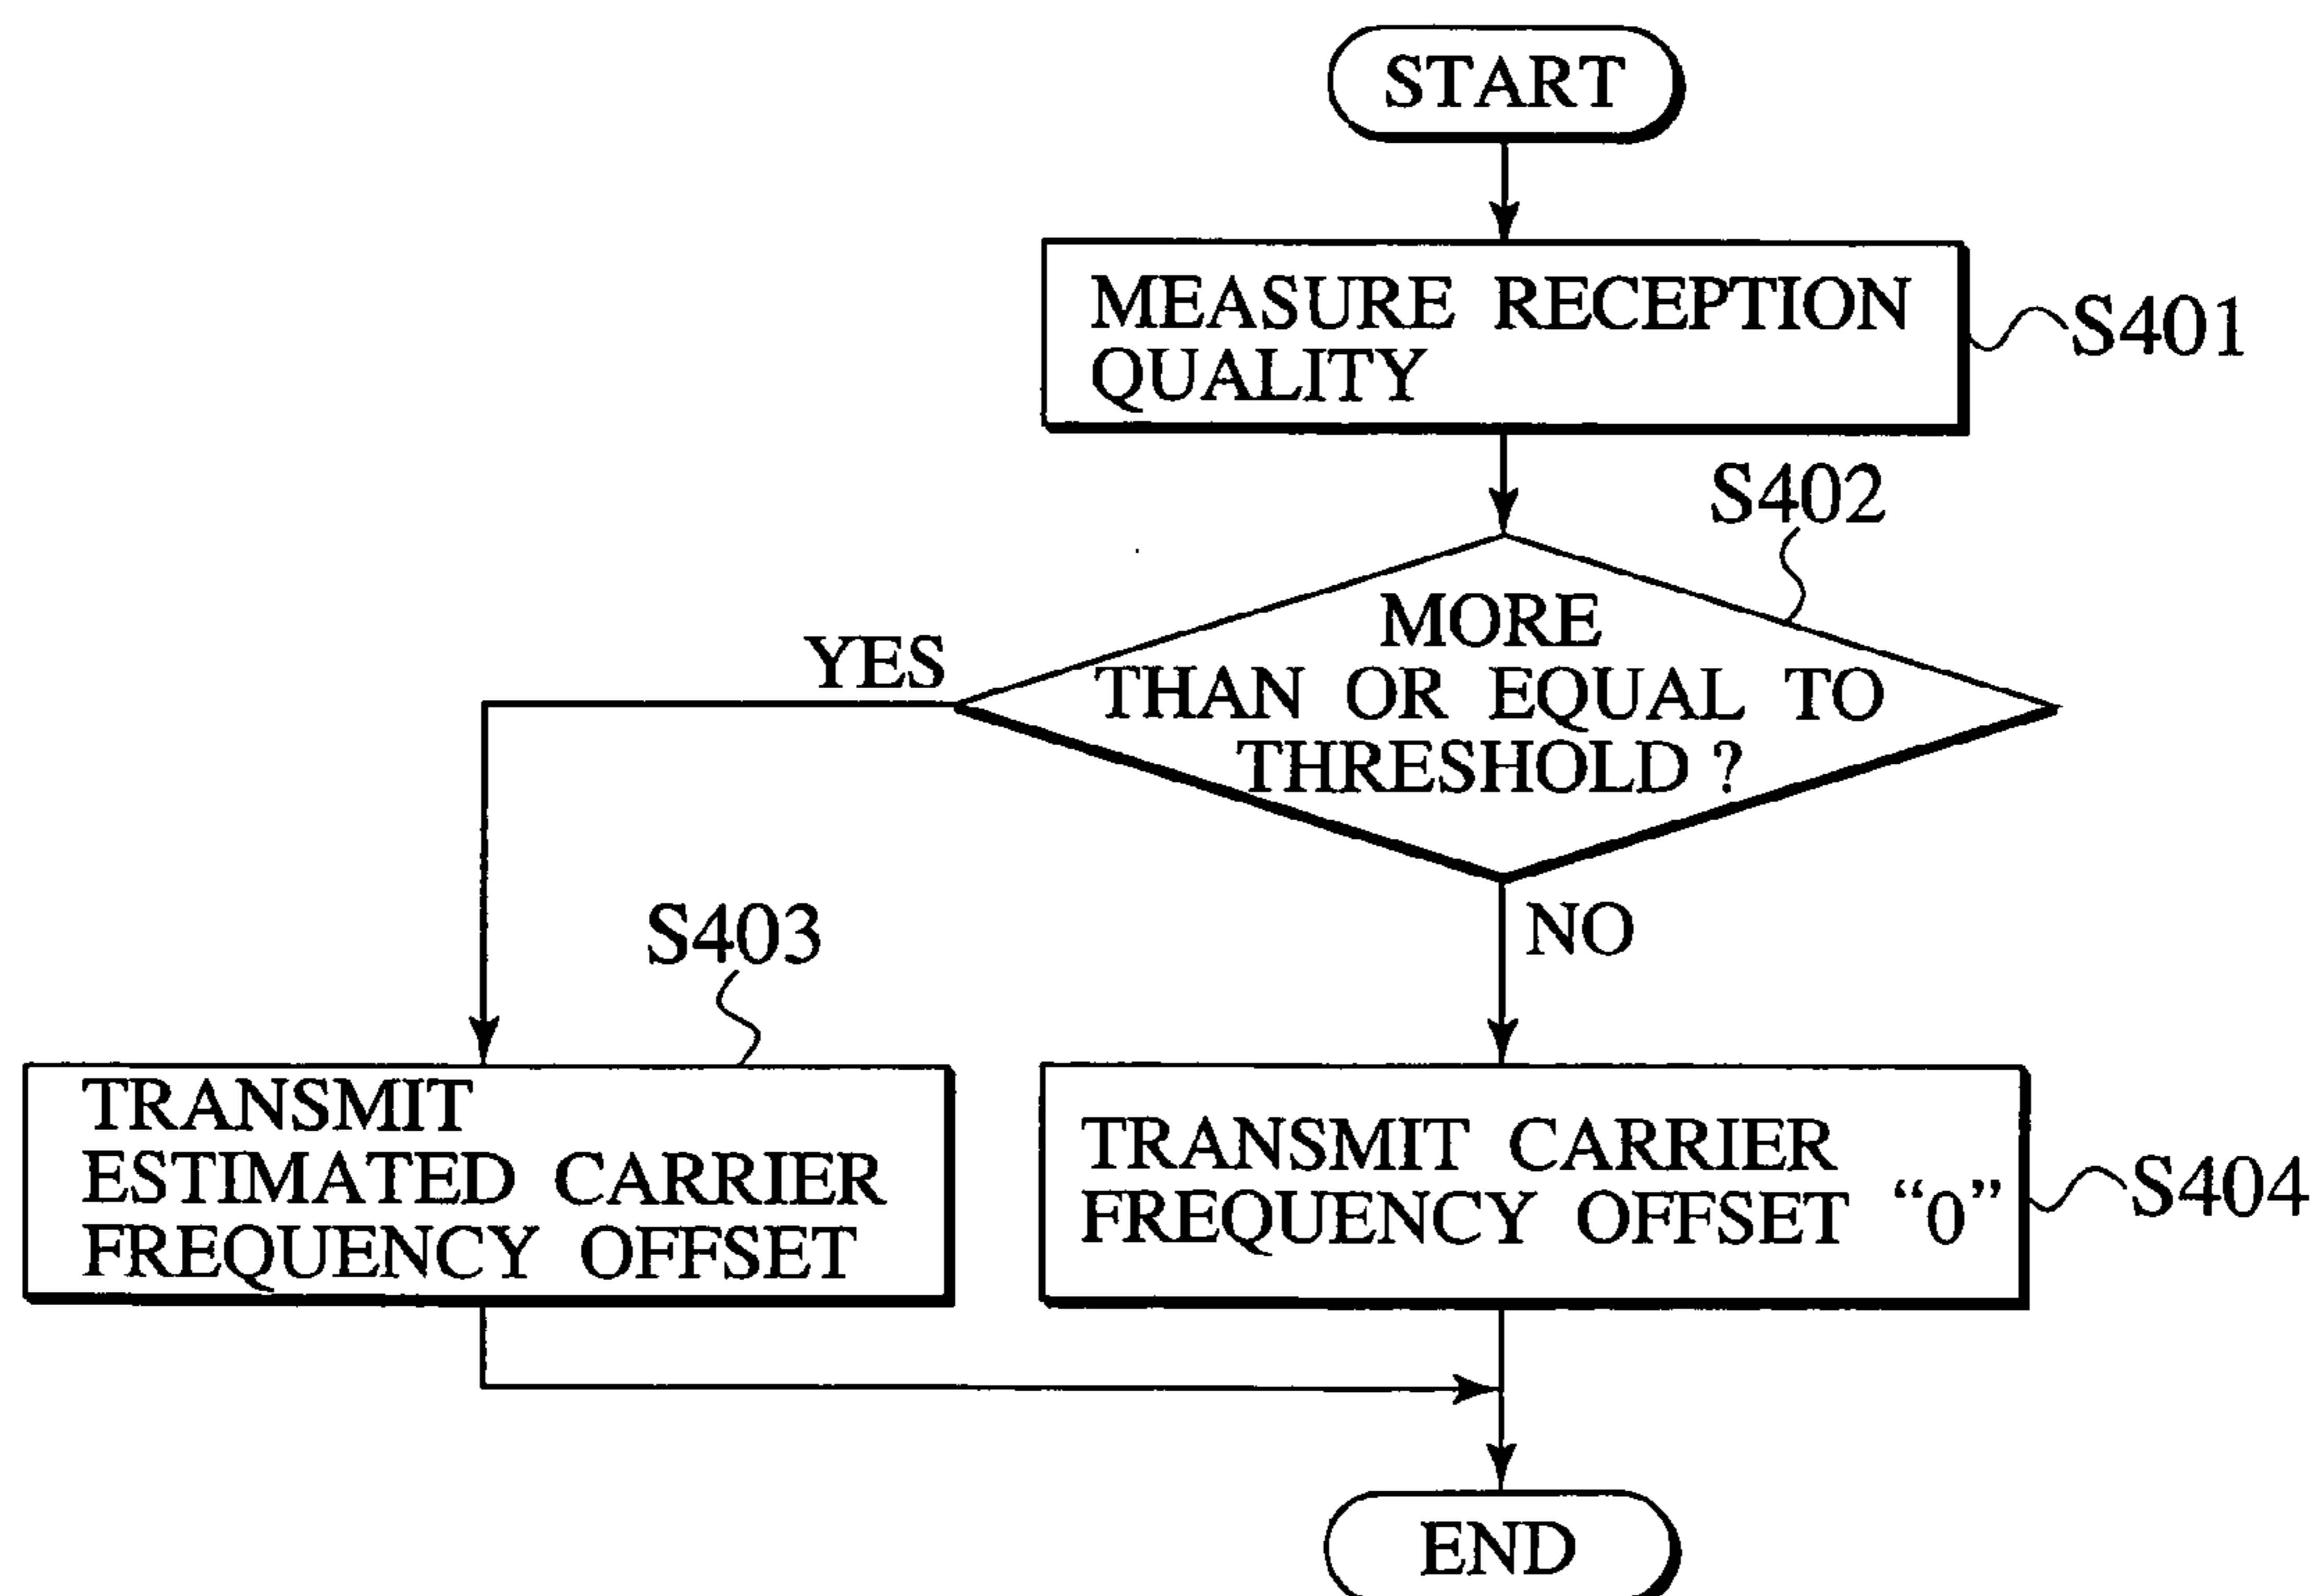 START
MEASURE RECEPTION
QUALITY
S401
S402
MORE
THAN OR EQUAL TO
THRESHOLD ?
YES
NO
S403
TRANSMIT
ESTIMATED CARRIER
FREQUENCY OFFSET
TRANSMIT CARRIER
FREQUENCY OFFSET “0”
S404
END